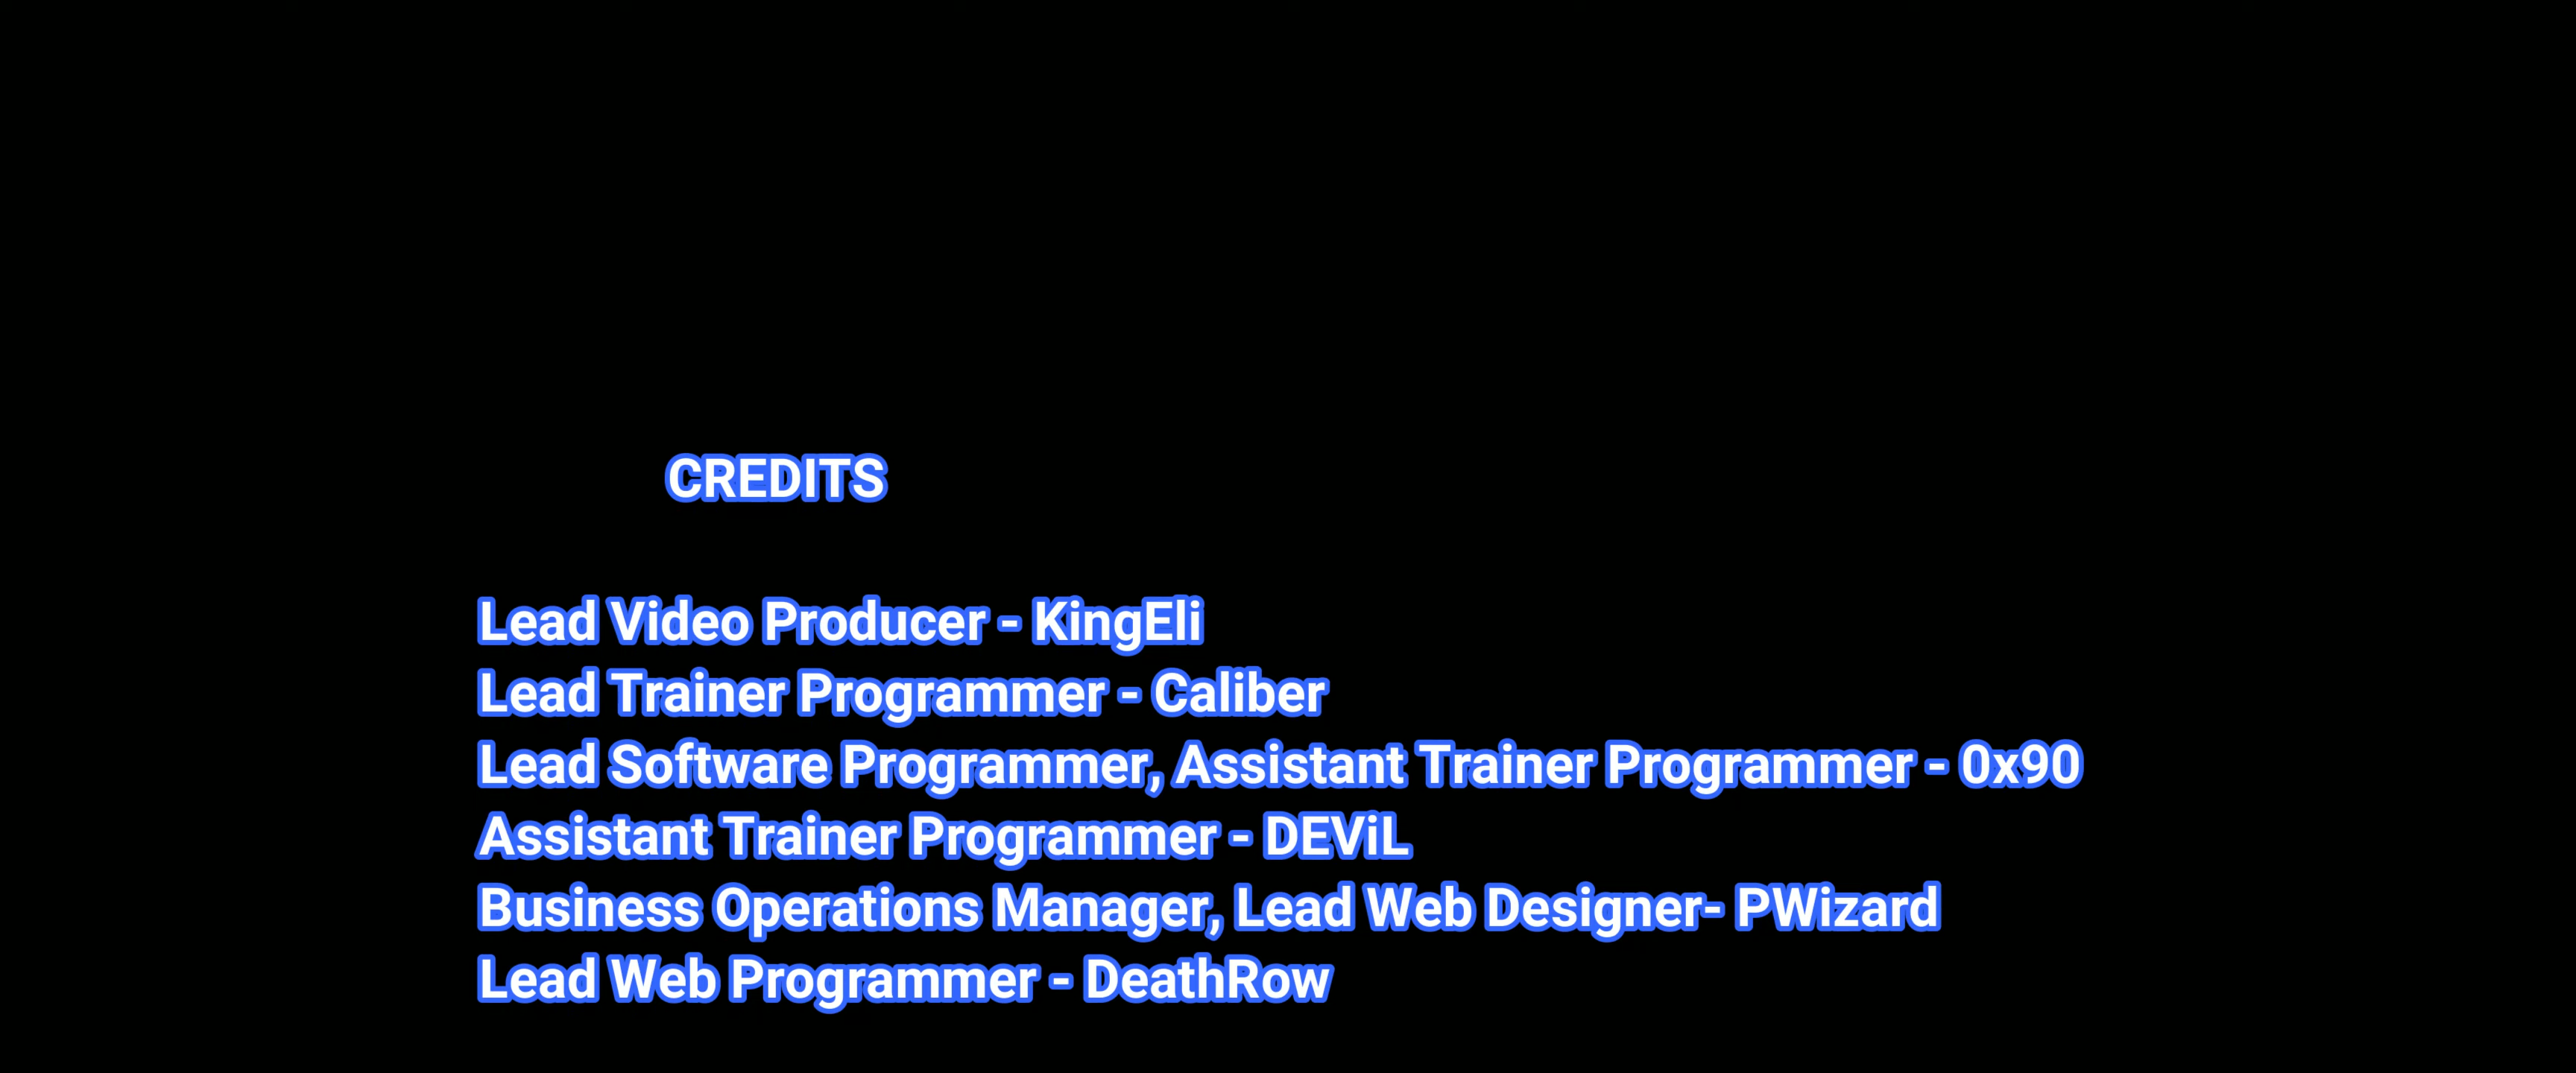 CREDITS
Lead Video Producer - KingEli
Lead Trainer Programmer - Caliber
Lead Software Programmer, Assistant Trainer Programmer - 0x90
Assistant Trainer Programmer - DEViL
Business Operations Manager, Lead Web Designer- PWizard
Lead Web Programmer - DeathRow